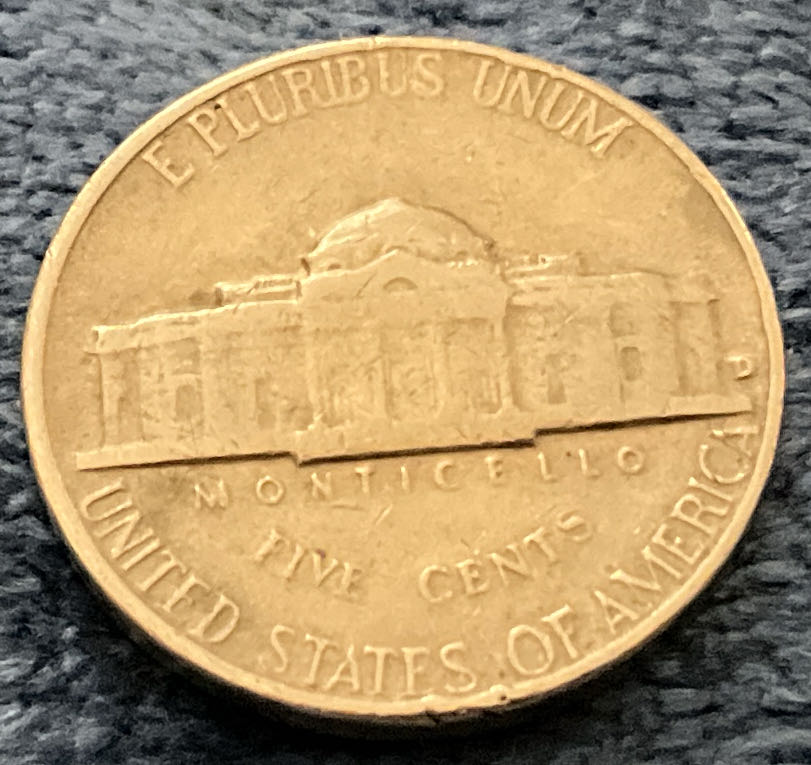 E PLURIBUS UNUM
P
MONTICELLO
FIVE CENTS
UNITED STATES OF AMERICA